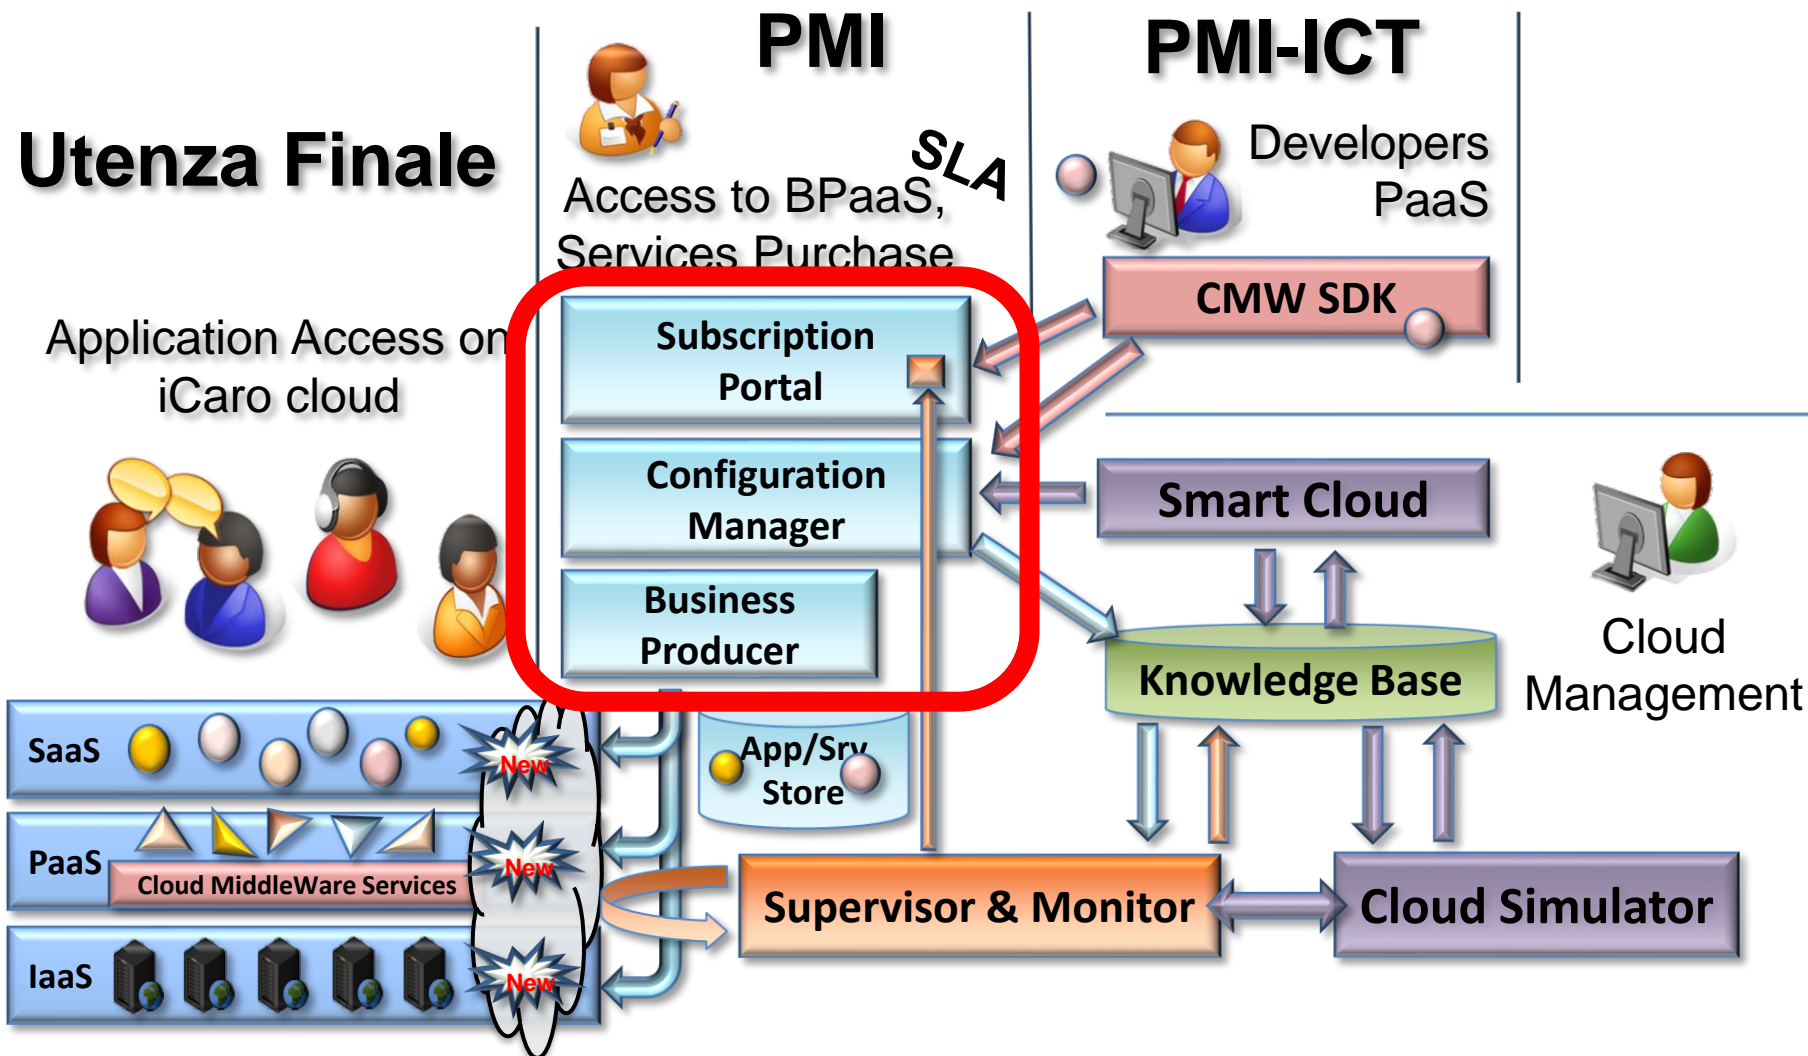 PMI
PMI-ICT
Utenza Finale
SLA
Access to BPaaS,
Services Purchase
Developers
PaaS
CMW SDK
Application Access on
iCaro cloud
Subscription
Portal
Configuration
Manager
Business
Producer
Smart Cloud
Knowledge Base
Cloud
Management
SaaS
New
App/Srv
Store
PaaS
Cloud MiddleWare Services
New
IaaS
New
Supervisor & Monitor
Cloud Simulator